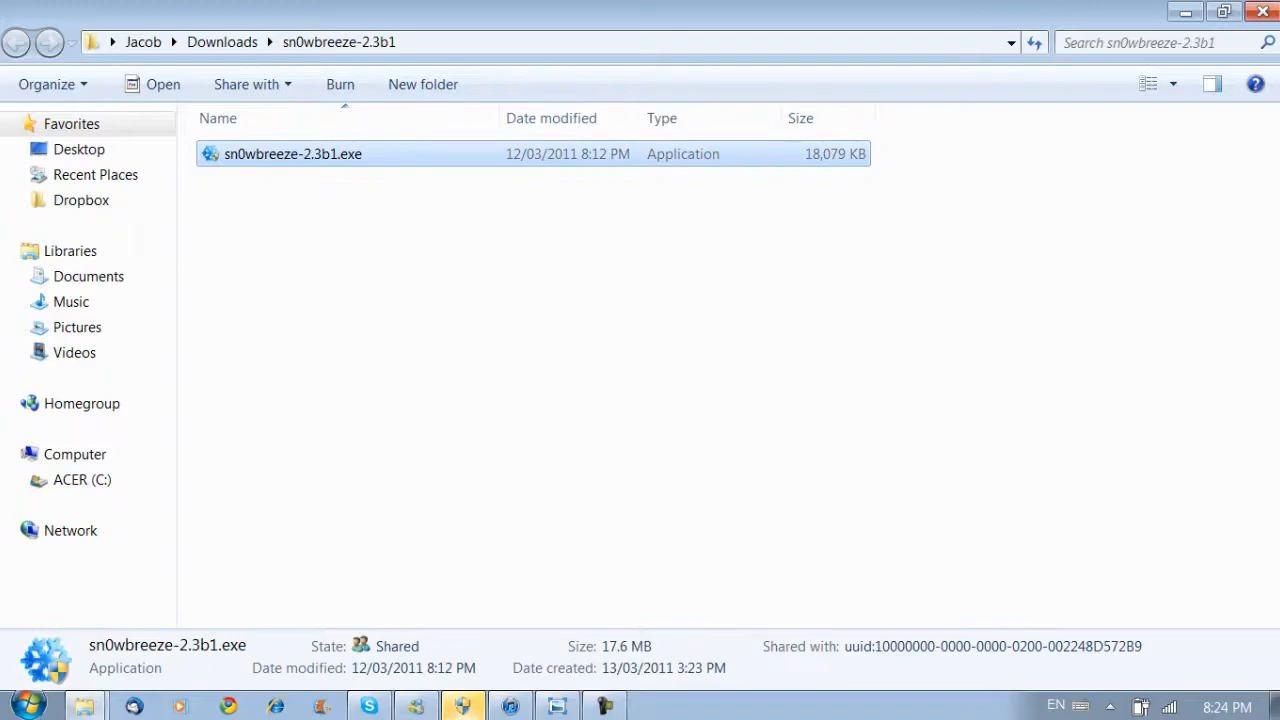 Jacob Downloads sn0wbreeze-2.3b1 Search sn0wbreeze-2.3b1
Organize Open Share with Burn New folder
Name Date modified Type Size
sn0wbreeze-2.3b1.exe 12/03/2011 8:12 PM Application 18,079 KB
Favorites
Desktop
Recent Places
Dropbox
Libraries
Documents
Music
Pictures
Videos
Homegroup
Computer
ACER (C:)
Network
sn0wbreeze-2.3b1.exe State: Shared Size: 17.6 MB Shared with: uuid:10000000-0000-0000-0200-002248D572B9
Application Date modified: 12/03/2011 8:12 PM Date created: 13/03/2011 3:23 PM
EN 8:24 PM